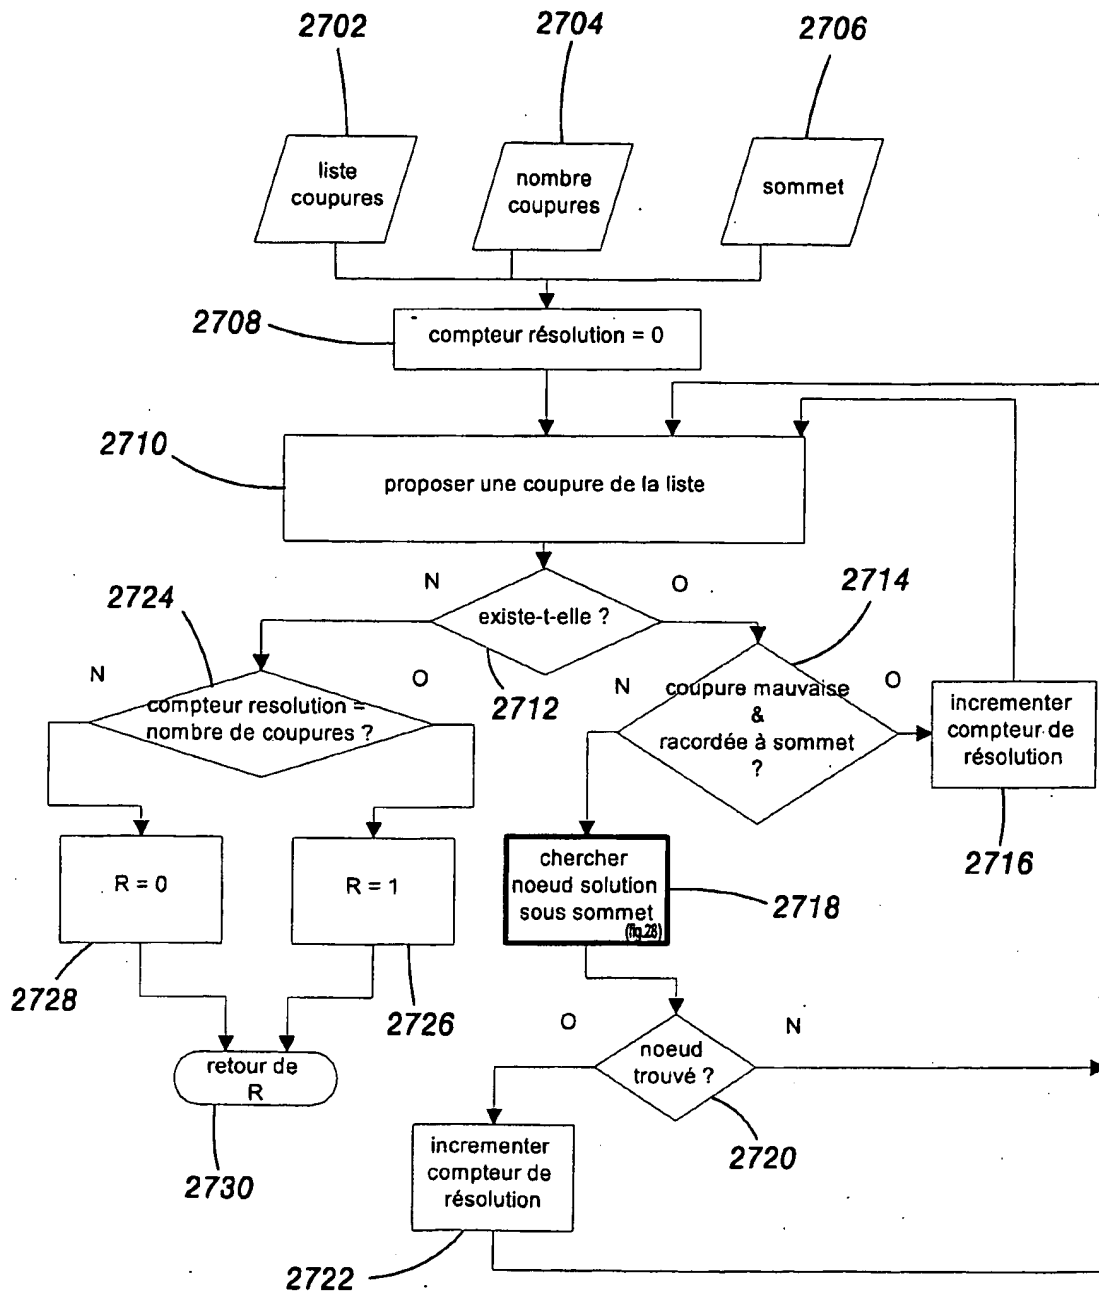 2702
2704
2706
liste
coupures
nombre
coupures
sommet
2708
compteur résolution = 0
2710
proposer une coupure de la liste
N
O
existe-t-elle ?
2712
2714
2724
N
O
compteur resolution =
nombre de coupures ?
N
O
coupure mauvaise
&
racordée à sommet
?
incrementer
compteur de
résolution
2716
R = 0
R = 1
chercher
noeud solution
sous sommet
(fig.28)
2718
2728
2726
O
N
noeud
trouvé ?
2720
retour de
R
2730
incrementer
compteur de
résolution
2722